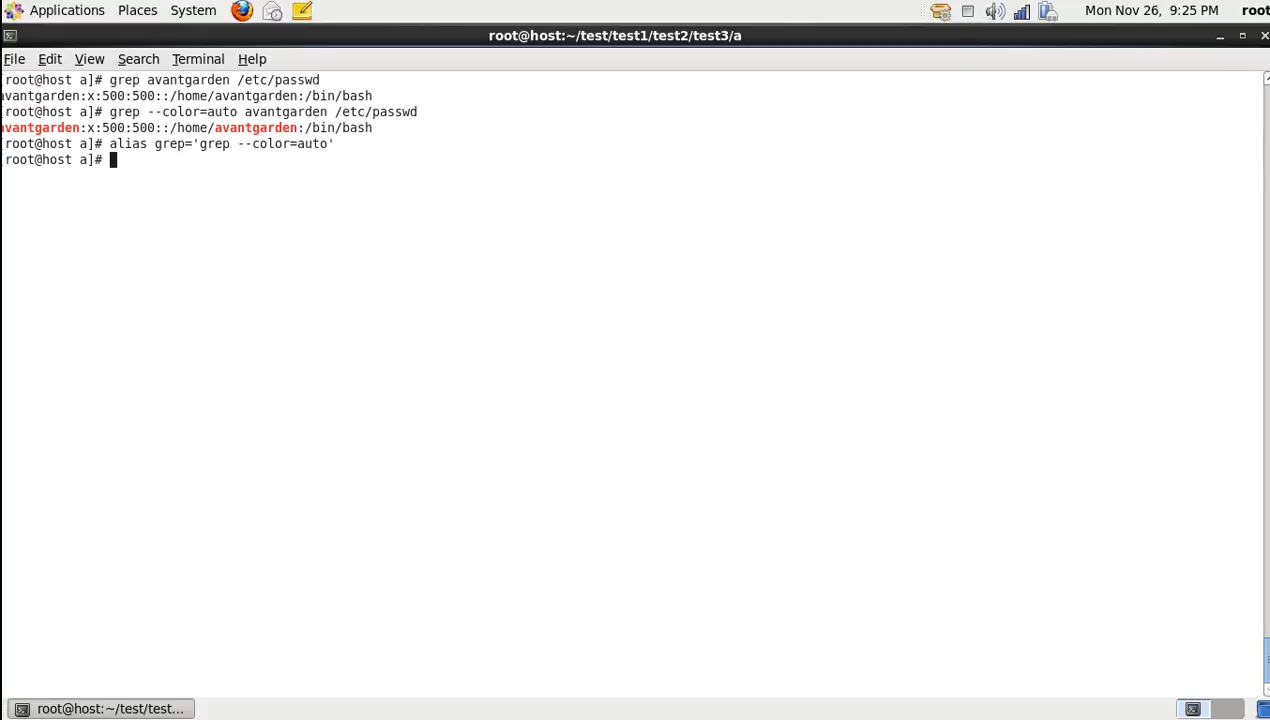 Applications Places System Mon Nov 26, 9:25 PM root
root@host:~/test/test1/test2/test3/a
File Edit View Search Terminal Help
root@host a]# grep avantgarden /etc/passwd
avantgarden:x:500:500::/home/avantgarden:/bin/bash
root@host a]# grep --color=auto avantgarden /etc/passwd
avantgarden:x:500:500::/home/avantgarden:/bin/bash
root@host a]# alias grep='grep --color=auto'
root@host a]#
root@host:~/test/test...